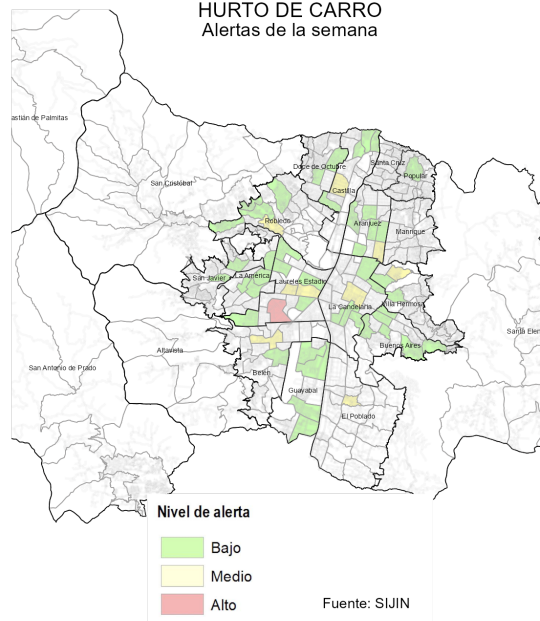 HURTO DE CARRO
Alertas de la semana
astián de Palmitas
San Cristóbal
Doce de Octubre
Santa Cruz
Popular
Castilla
Robledo
Aranjuez
Manrique
San Javier
La América
Laureles Estadio
La Candelaria
Villa Hermosa
Buenos Aires
Santa Elen
Altavista
San Antonio de Prado
Belén
Guayabal
El Poblado
Nivel de alerta
Bajo
Medio
Alto
Fuente: SIJIN